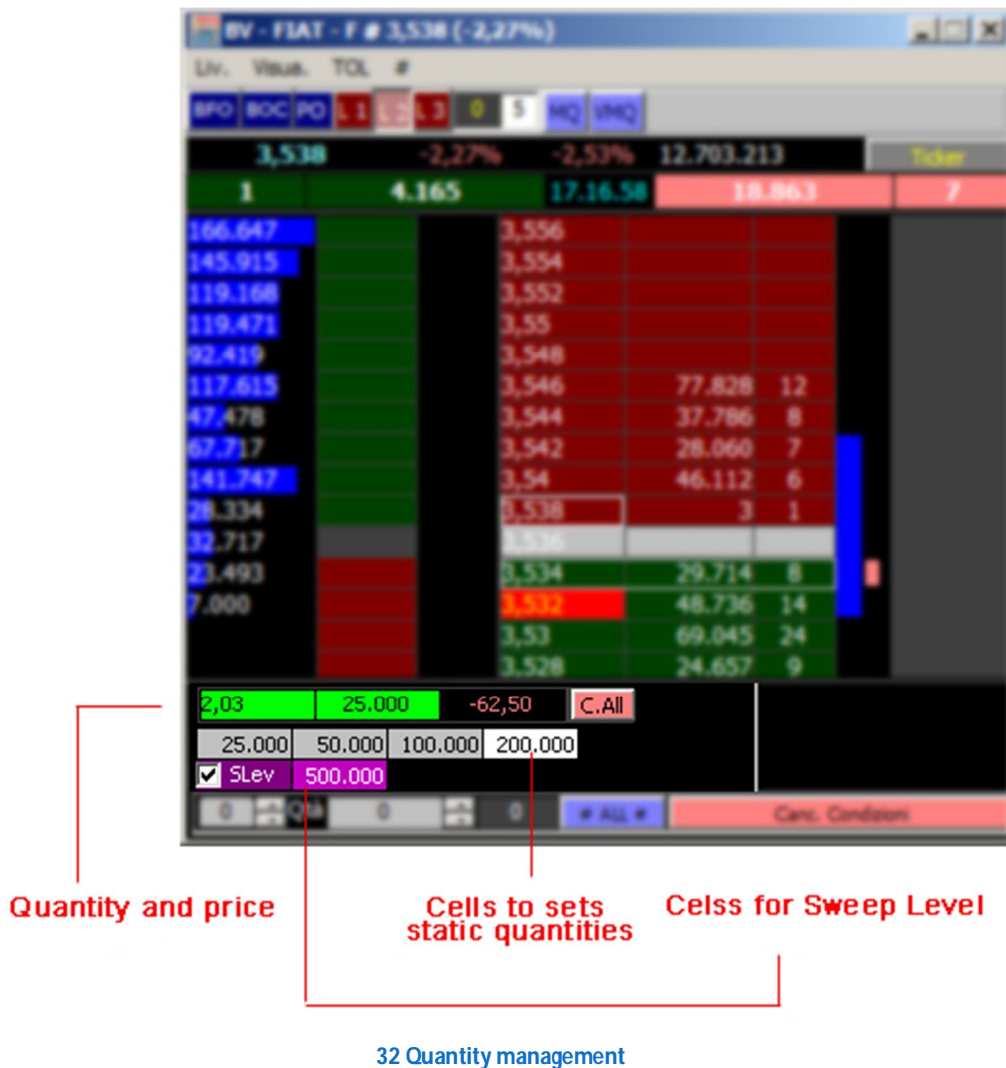 BV - FIAT - F # 3,538 (-2,27%)
Liv. Visua. TOL #
BFO BOC PO L 1 L 2 L 3 0 5 MQ VMQ
3,538 -2,27% -2,53% 12.703.213 Ticker
1 4.165 17.16.58 18.863 7
166.647 3,556
145.915 3,554
119.168 3,552
119.471 3,55
92.419 3,548
117.615 3,546 77.828 12
47.478 3,544 37.786 8
67.717 3,542 28.060 7
141.747 3,54 46.112 6
28.334 3,538 3 1
32.717 3,536
23.493 3,534 29.714 8
7.000 3,532 48.736 14
3,53 69.045 24
3,528 24.657 9
2,03 25.000 -62,50 C.All
25.000 50.000 100.000 200.000
SLev 500.000
0 Qtà 0 0 # ALL # Canc. Condizioni
Quantity and price
Cells to sets
static quantities
Celss for Sweep Level
32 Quantity management